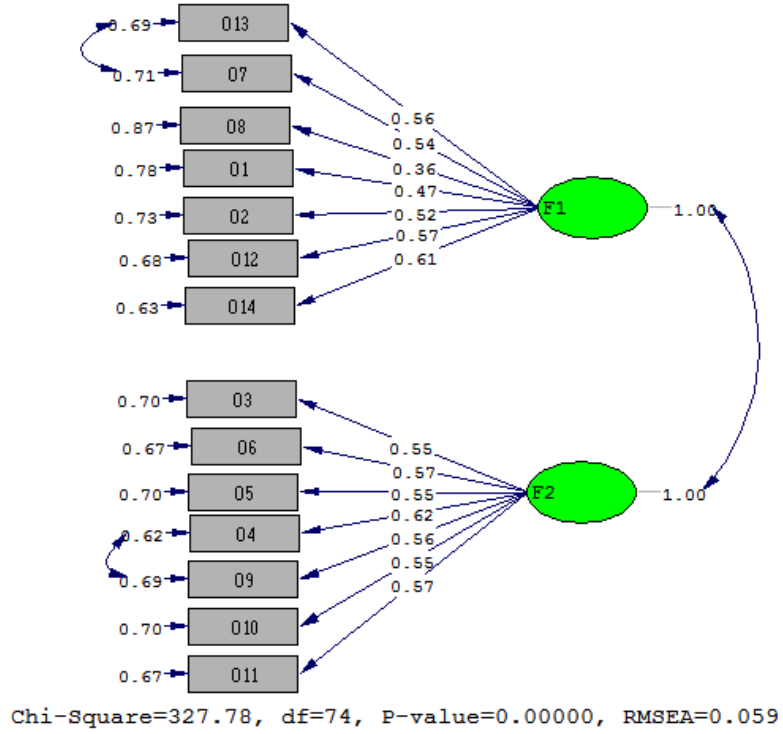 0.69 O13
0.71 O7
0.87 O8
0.78 O1
0.73 O2
0.68 O12
0.63 O14
0.56
0.54
0.36
0.47
0.52
0.57
0.61
F1 1.00
0.70 O3
0.67 O6
0.70 O5
0.62 O4
0.69 O9
0.70 O10
0.67 O11
0.55
0.57
0.55
0.62
0.56
0.55
0.57
F2 1.00
Chi-Square=327.78, df=74, P-value=0.00000, RMSEA=0.059